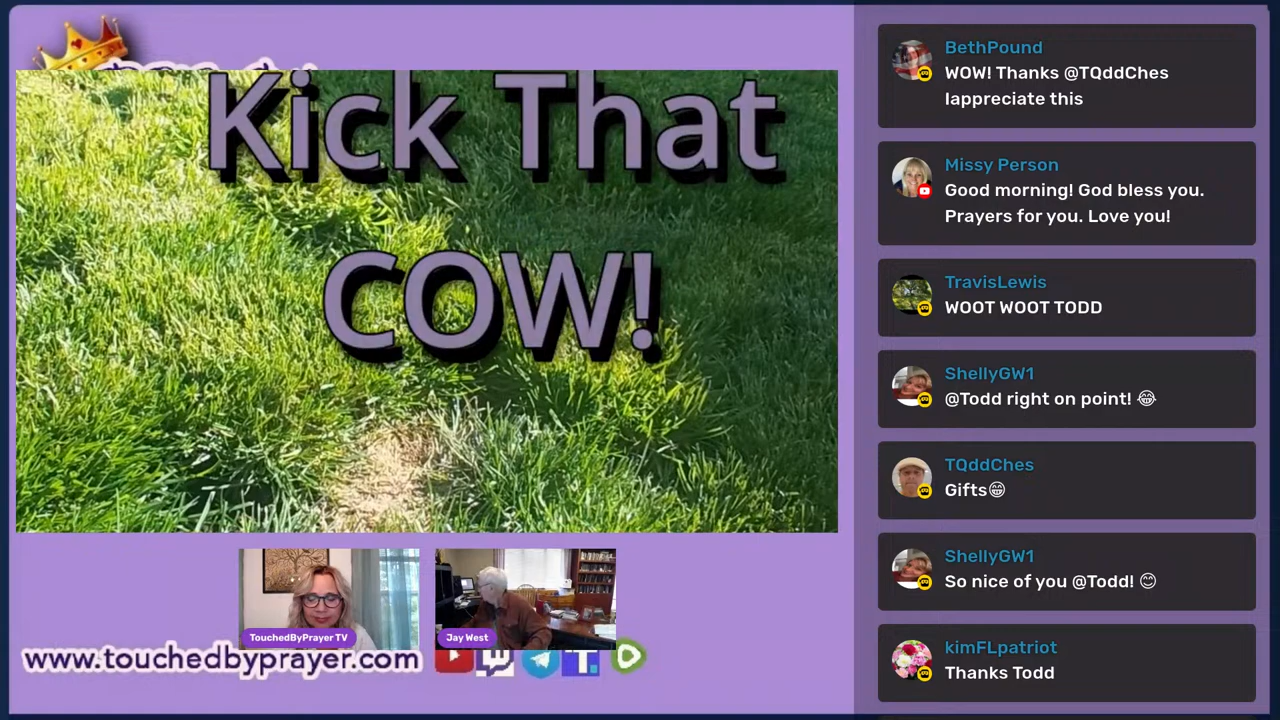 Kick That
COW!
TouchedByPrayer TV
Jay West
www.touchedbyprayer.com
BethPound
WOW! Thanks @TQddChes
Iappreciate this
Missy Person
Good morning! God bless you.
Prayers for you. Love you!
TravisLewis
WOOT WOOT TODD
ShellyGW1
@Todd right on point! 😂
TQddChes
Gifts😁
ShellyGW1
So nice of you @Todd! 😊
kimFLpatriot
Thanks Todd